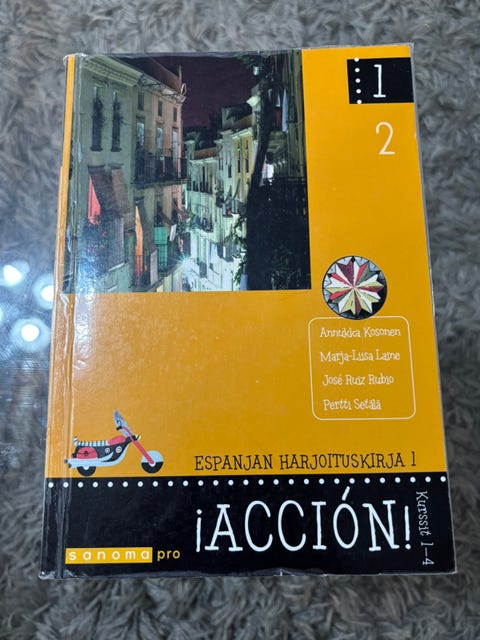 1
2
Annukka Kosonen
Marja-Liisa Laine
José Ruiz Rubio
Pertti Setälä
ESPANJAN HARJOITUSKIRJA 1
¡ACCIÓN!
Kurssit 1–4
sanoma pro